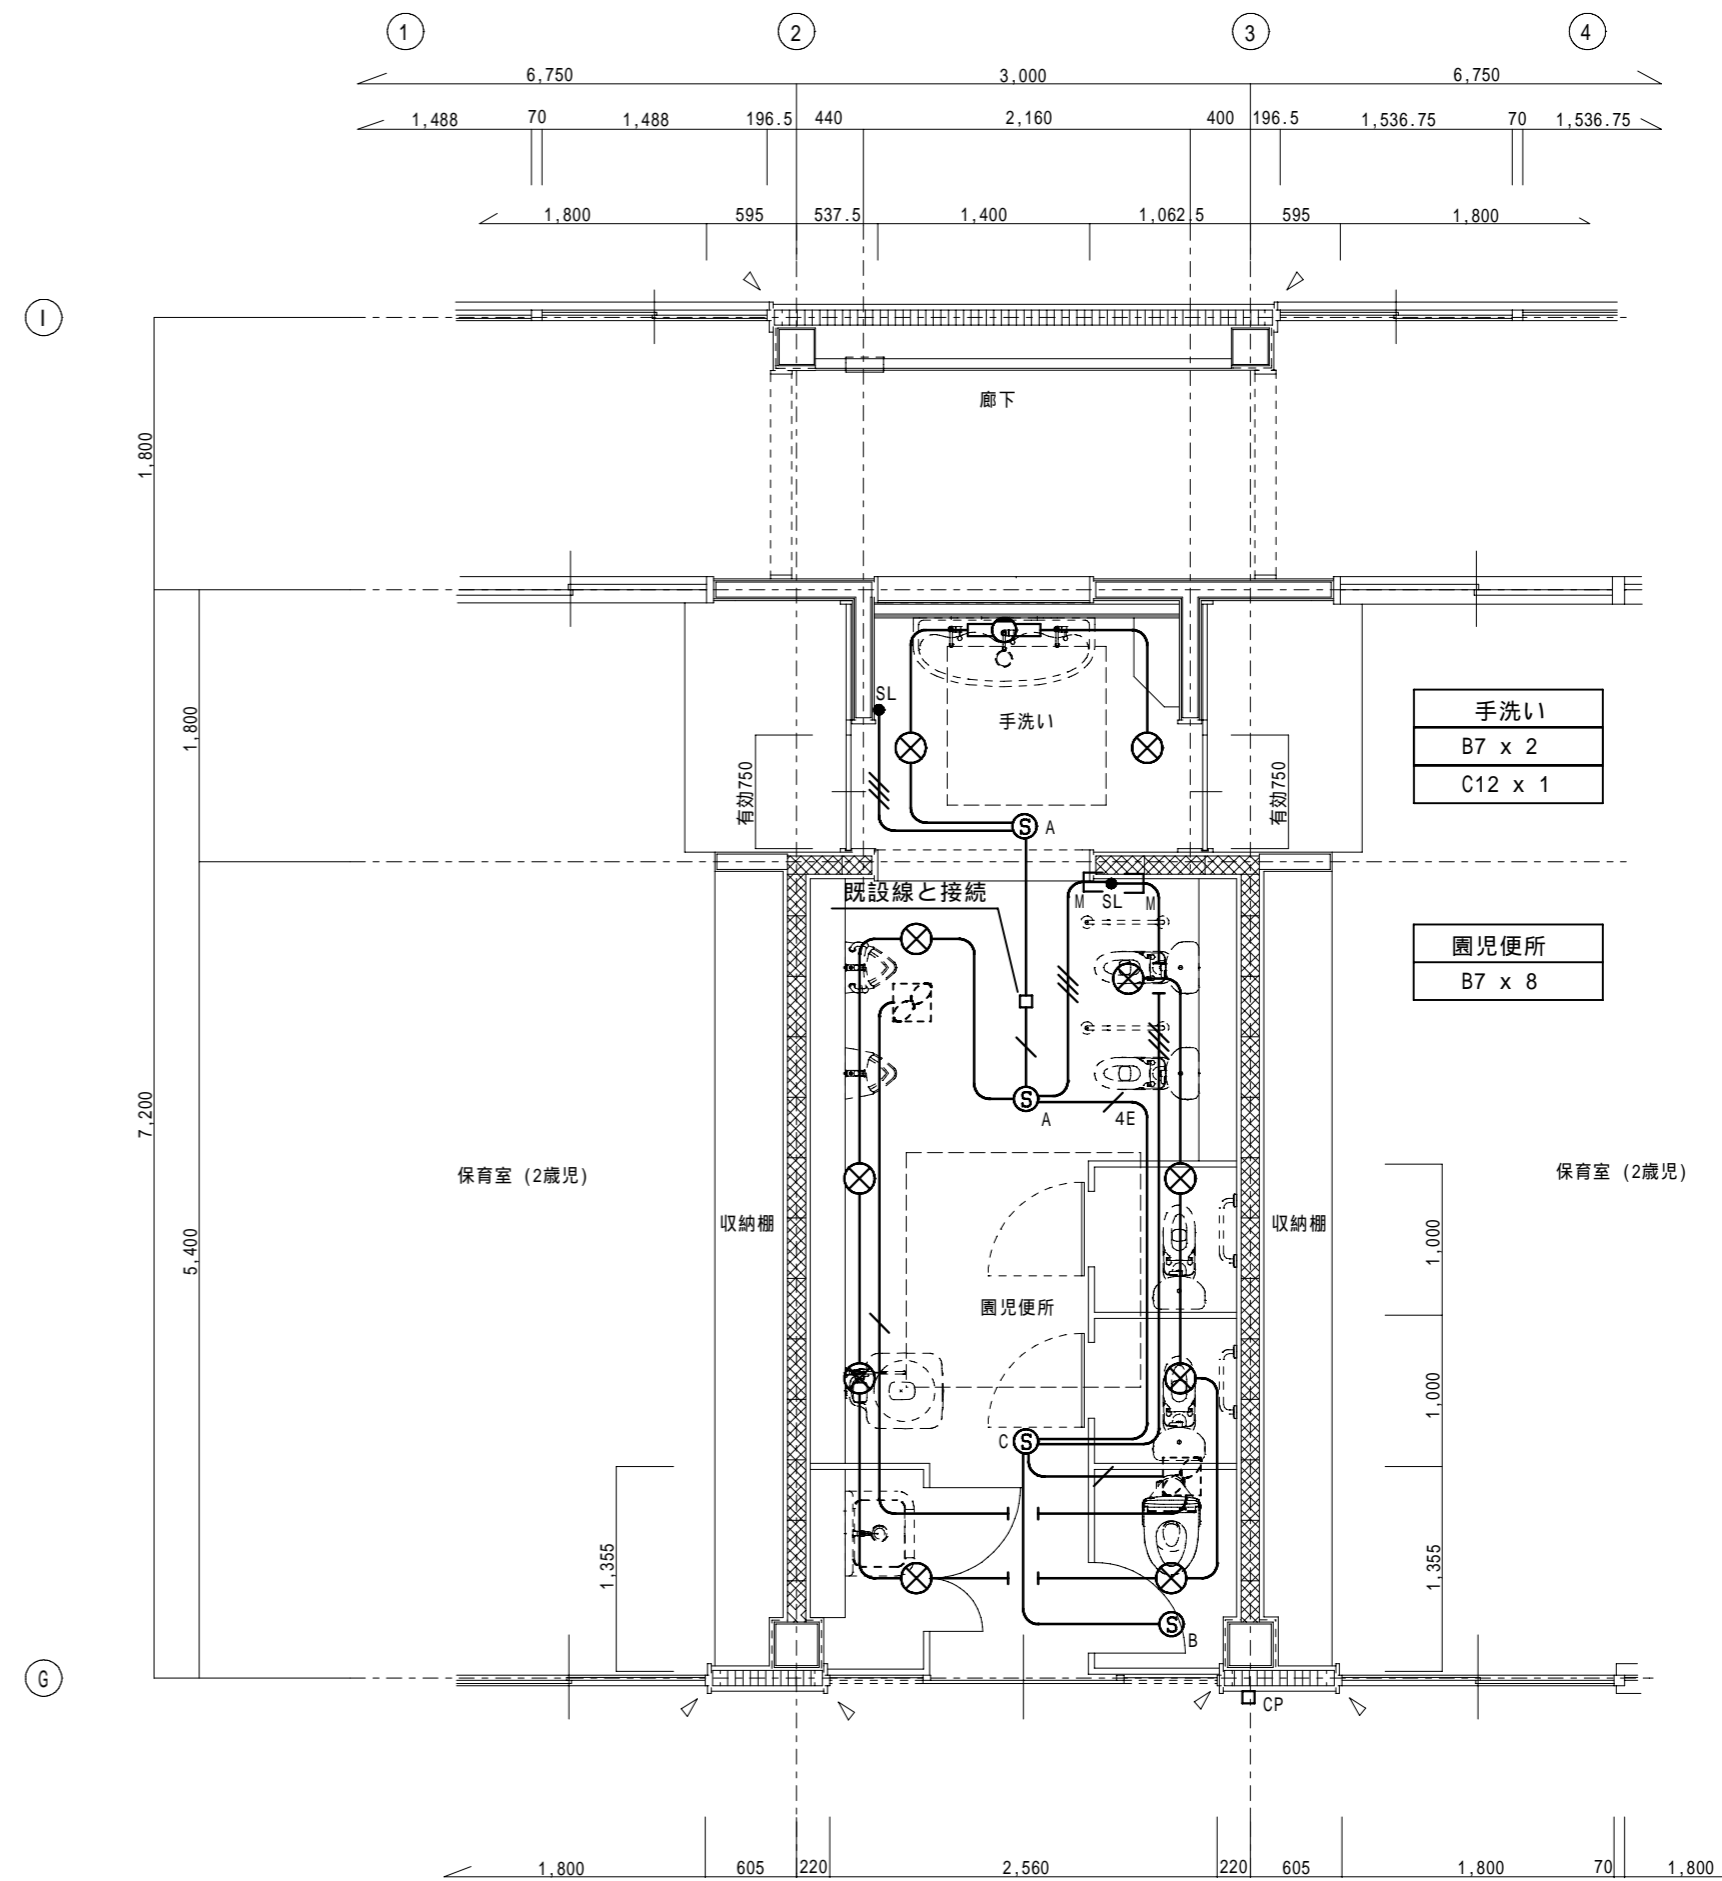 1 2 3 4
6,750 3,000 6,750
1,488 70 1,488 196.5 440 2,160 400 196.5 1,536.75 70 1,536.75
1,800 595 537.5 1,400 1,062.5 595 1,800
I
廊下
1,800
SL
手洗い
手洗い
B7 x 2
C12 x 1
1,800
有効750
有効750
S A
既設線と接続
M SL M
園児便所
B7 x 8
7,200
S A
4E
保育室 (2歳児)
保育室 (2歳児)
収納棚
収納棚
5,400
1,000
園児便所
1,000
C S
1,355
1,355
S B
G
CP
1,800 605 220 2,560 220 605 1,800 70 1,800